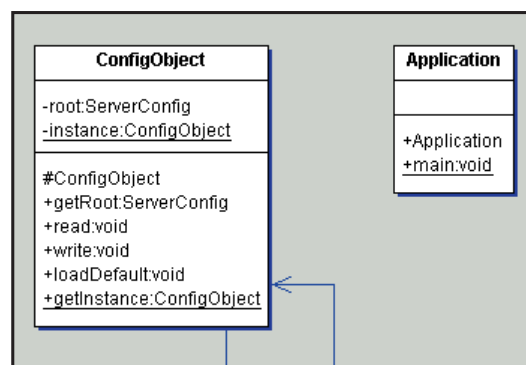 ConfigObject
-root:ServerConfig
-instance:ConfigObject
#ConfigObject
+getRoot:ServerConfig
+read:void
+write:void
+loadDefault:void
+getInstance:ConfigObject
Application
+Application
+main:void